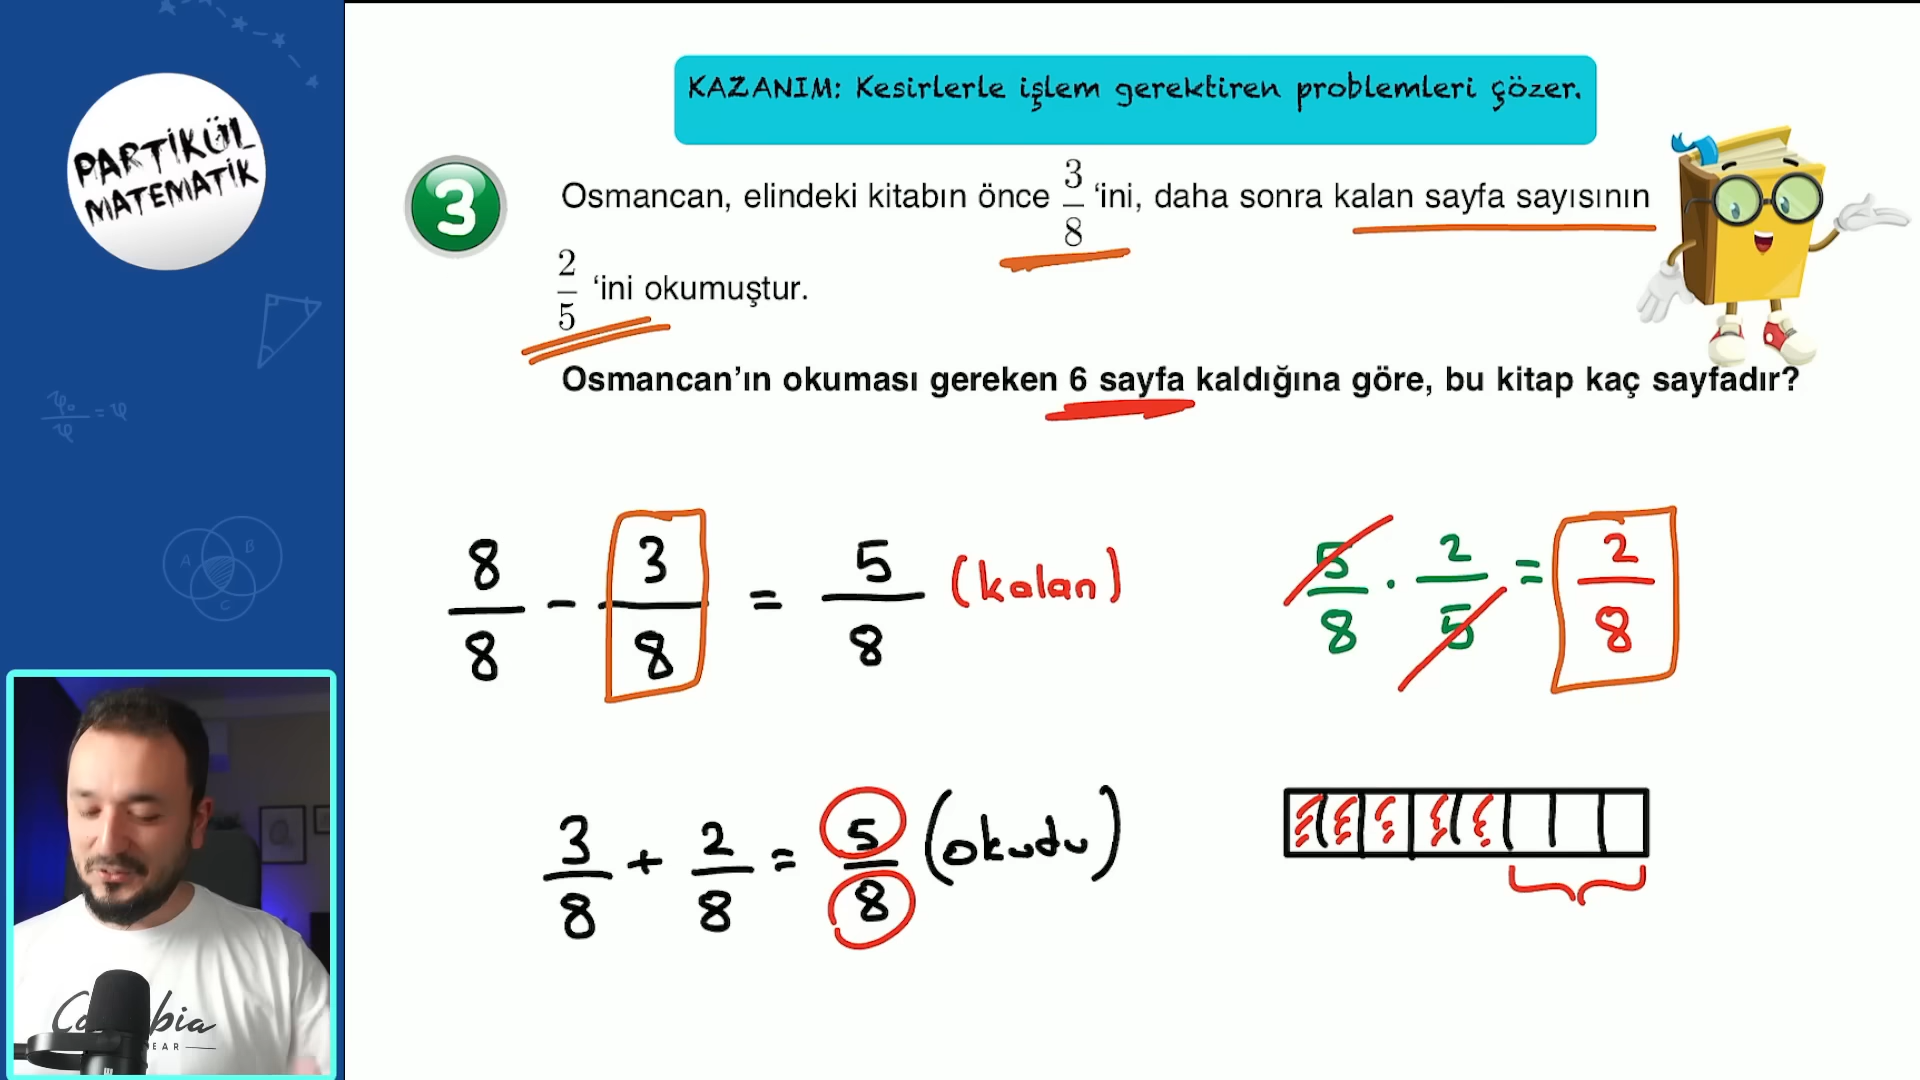 PARTİKÜL
MATEMATİK
KAZANIM: Kesirlerle işlem gerektiren problemleri çözer.
3
Osmancan, elindeki kitabın önce 3/8 ‘ini, daha sonra kalan sayfa sayısının
2/5 ‘ini okumuştur.
Osmancan’ın okuması gereken 6 sayfa kaldığına göre, bu kitap kaç sayfadır?
8/8 - 3/8 = 5/8 (kalan)
5/8 . 2/5 = 2/8
3/8 + 2/8 = 5/8 (okudu)
A B
C